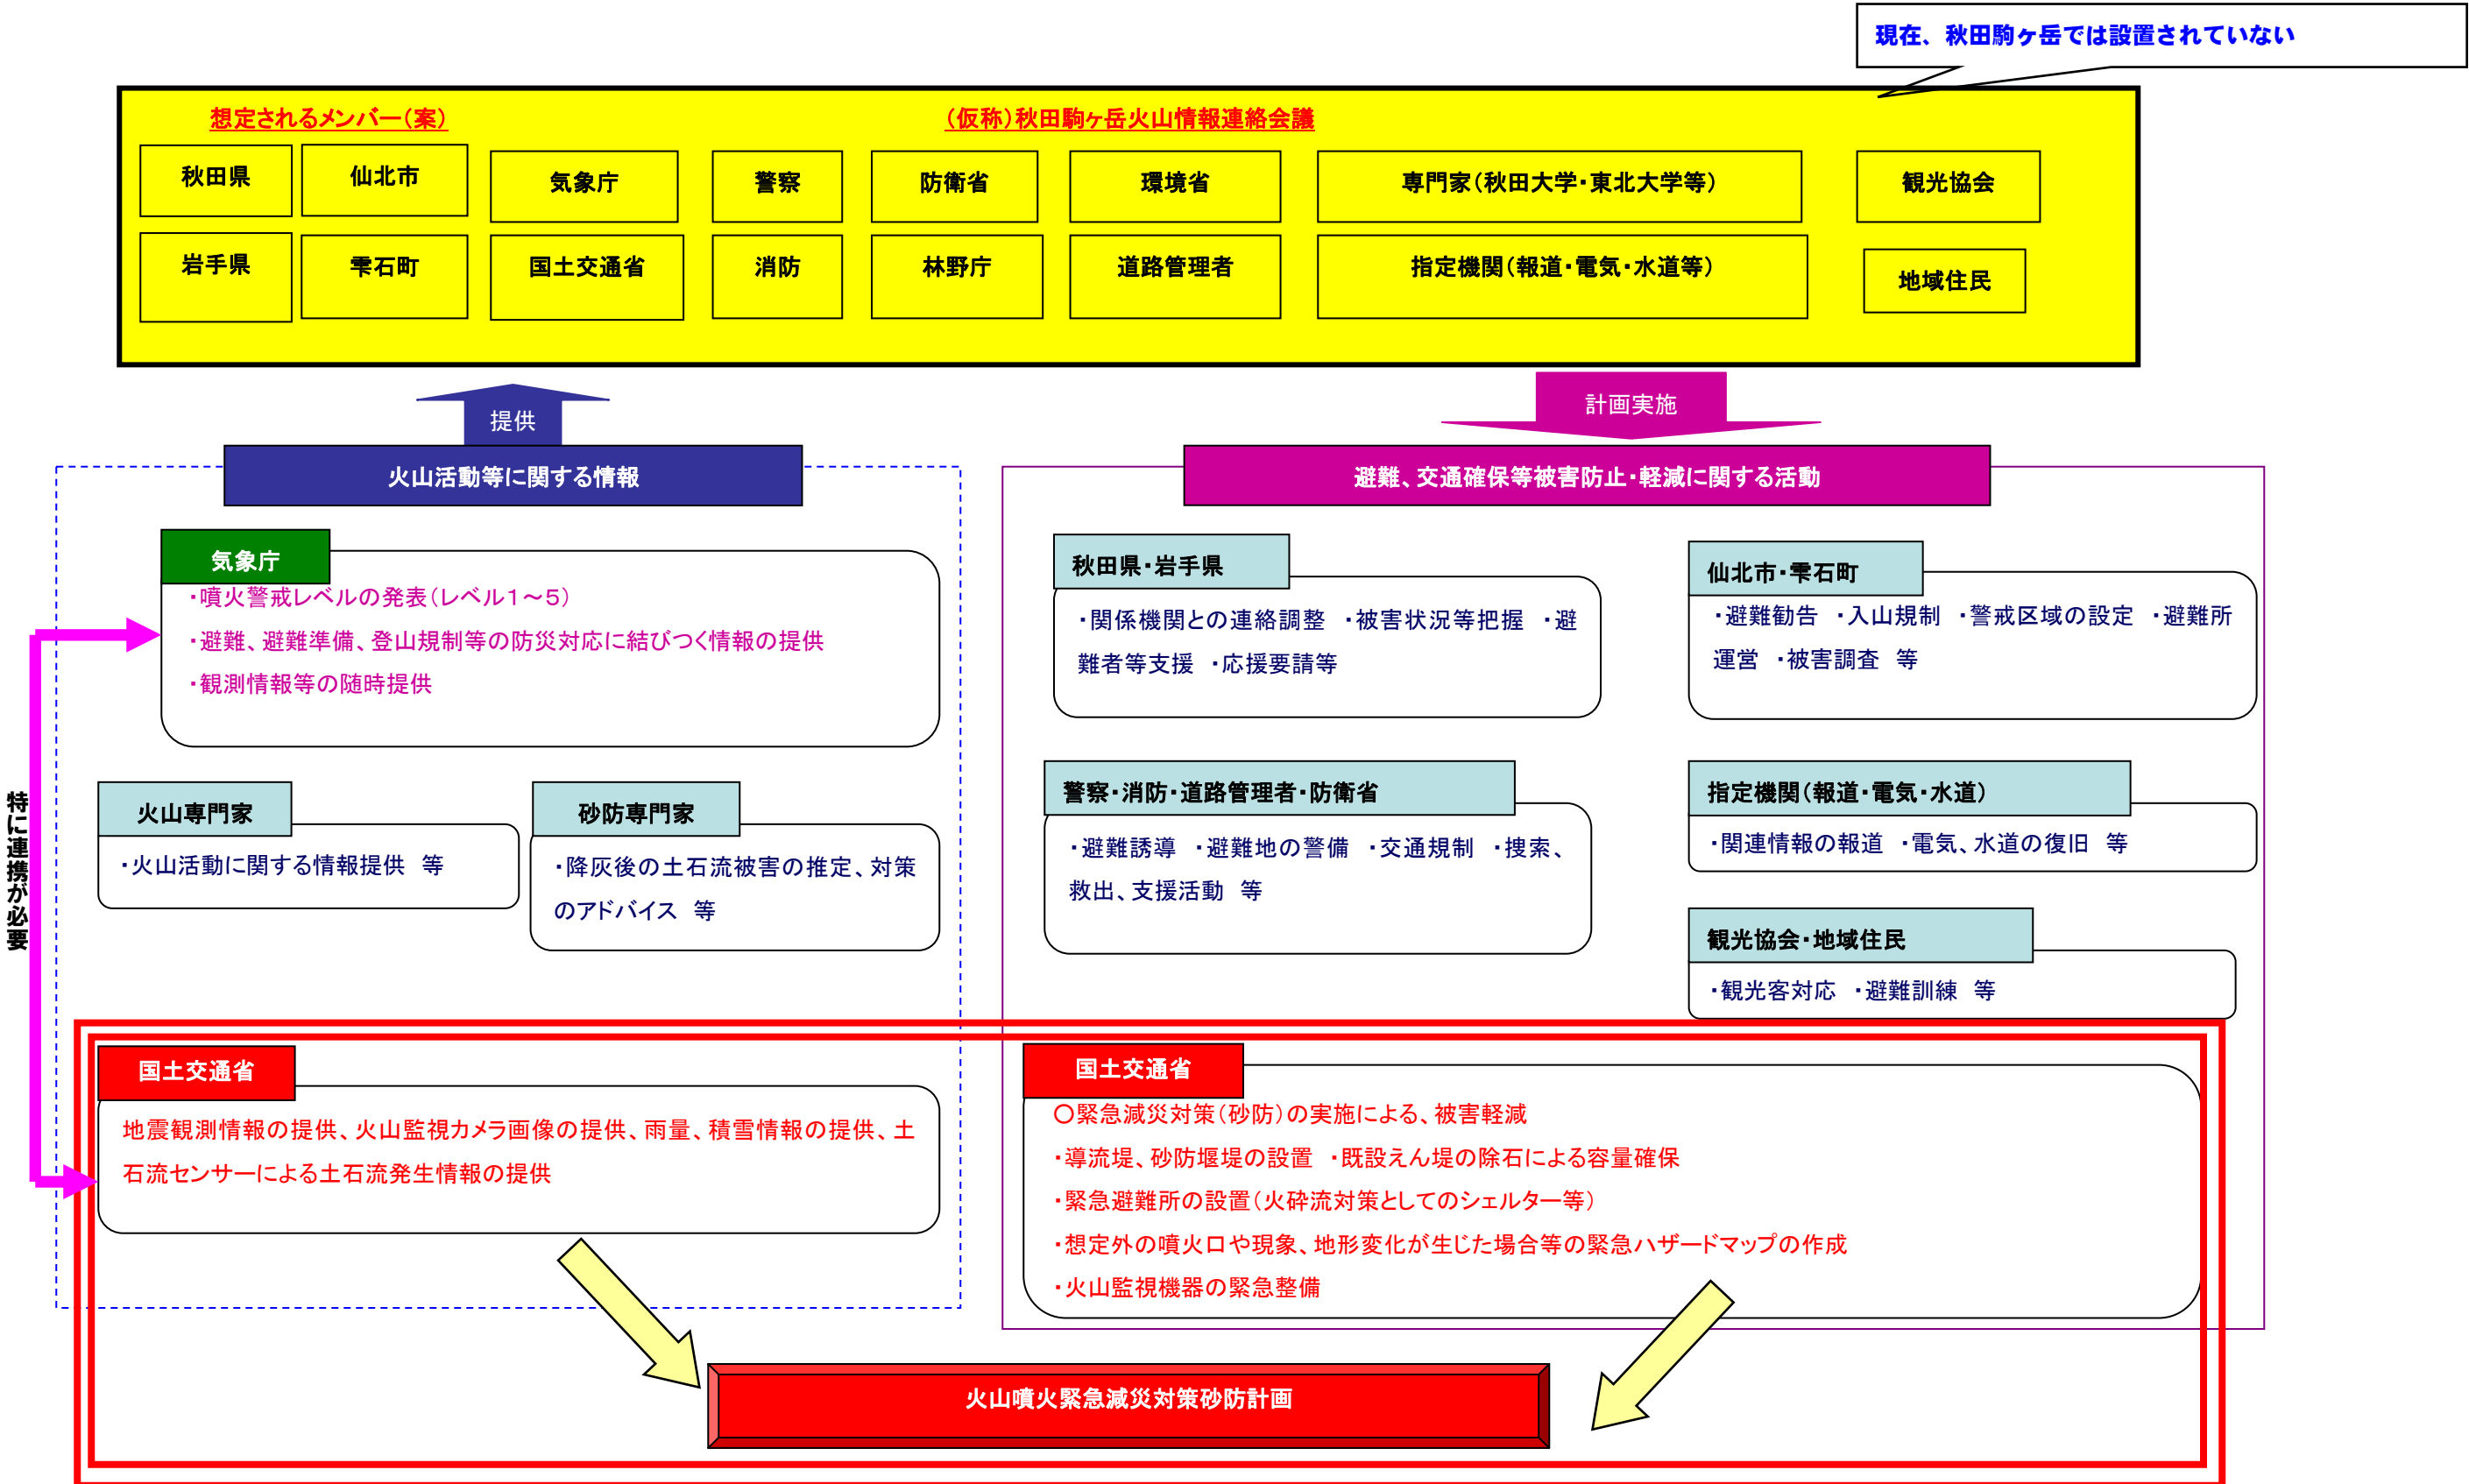 現在、秋田駒ヶ岳では設置されていない
想定されるメンバー（案）
（仮称）秋田駒ヶ岳火山情報連絡会議
秋田県
仙北市
気象庁
警察
防衛省
環境省
専門家（秋田大学・東北大学等）
観光協会
岩手県
雫石町
国土交通省
消防
林野庁
道路管理者
指定機関（報道・電気・水道等）
地域住民
提供
計画実施
火山活動等に関する情報
避難、交通確保等被害防止・軽減に関する活動
気象庁
・噴火警戒レベルの発表（レベル１～５）
・避難、避難準備、登山規制等の防災対応に結びつく情報の提供
・観測情報等の随時提供
秋田県・岩手県
・関係機関との連絡調整　・被害状況等把握　・避
難者等支援　・応援要請等
仙北市・雫石町
・避難勧告　・入山規制　・警戒区域の設定　・避難所
運営　・被害調査　等
特に連携が必要
火山専門家
・火山活動に関する情報提供　等
砂防専門家
・降灰後の土石流被害の推定、対策
のアドバイス　等
警察・消防・道路管理者・防衛省
・避難誘導　・避難地の警備　・交通規制　・捜索、
救出、支援活動　等
指定機関（報道・電気・水道）
・関連情報の報道　・電気、水道の復旧　等
観光協会・地域住民
・観光客対応　・避難訓練　等
国土交通省
地震観測情報の提供、火山監視カメラ画像の提供、雨量、積雪情報の提供、土
石流センサーによる土石流発生情報の提供
国土交通省
○緊急減災対策（砂防）の実施による、被害軽減
・導流堤、砂防堰堤の設置　・既設えん堤の除石による容量確保
・緊急避難所の設置（火砕流対策としてのシェルター等）
・想定外の噴火口や現象、地形変化が生じた場合等の緊急ハザードマップの作成
・火山監視機器の緊急整備
火山噴火緊急減災対策砂防計画